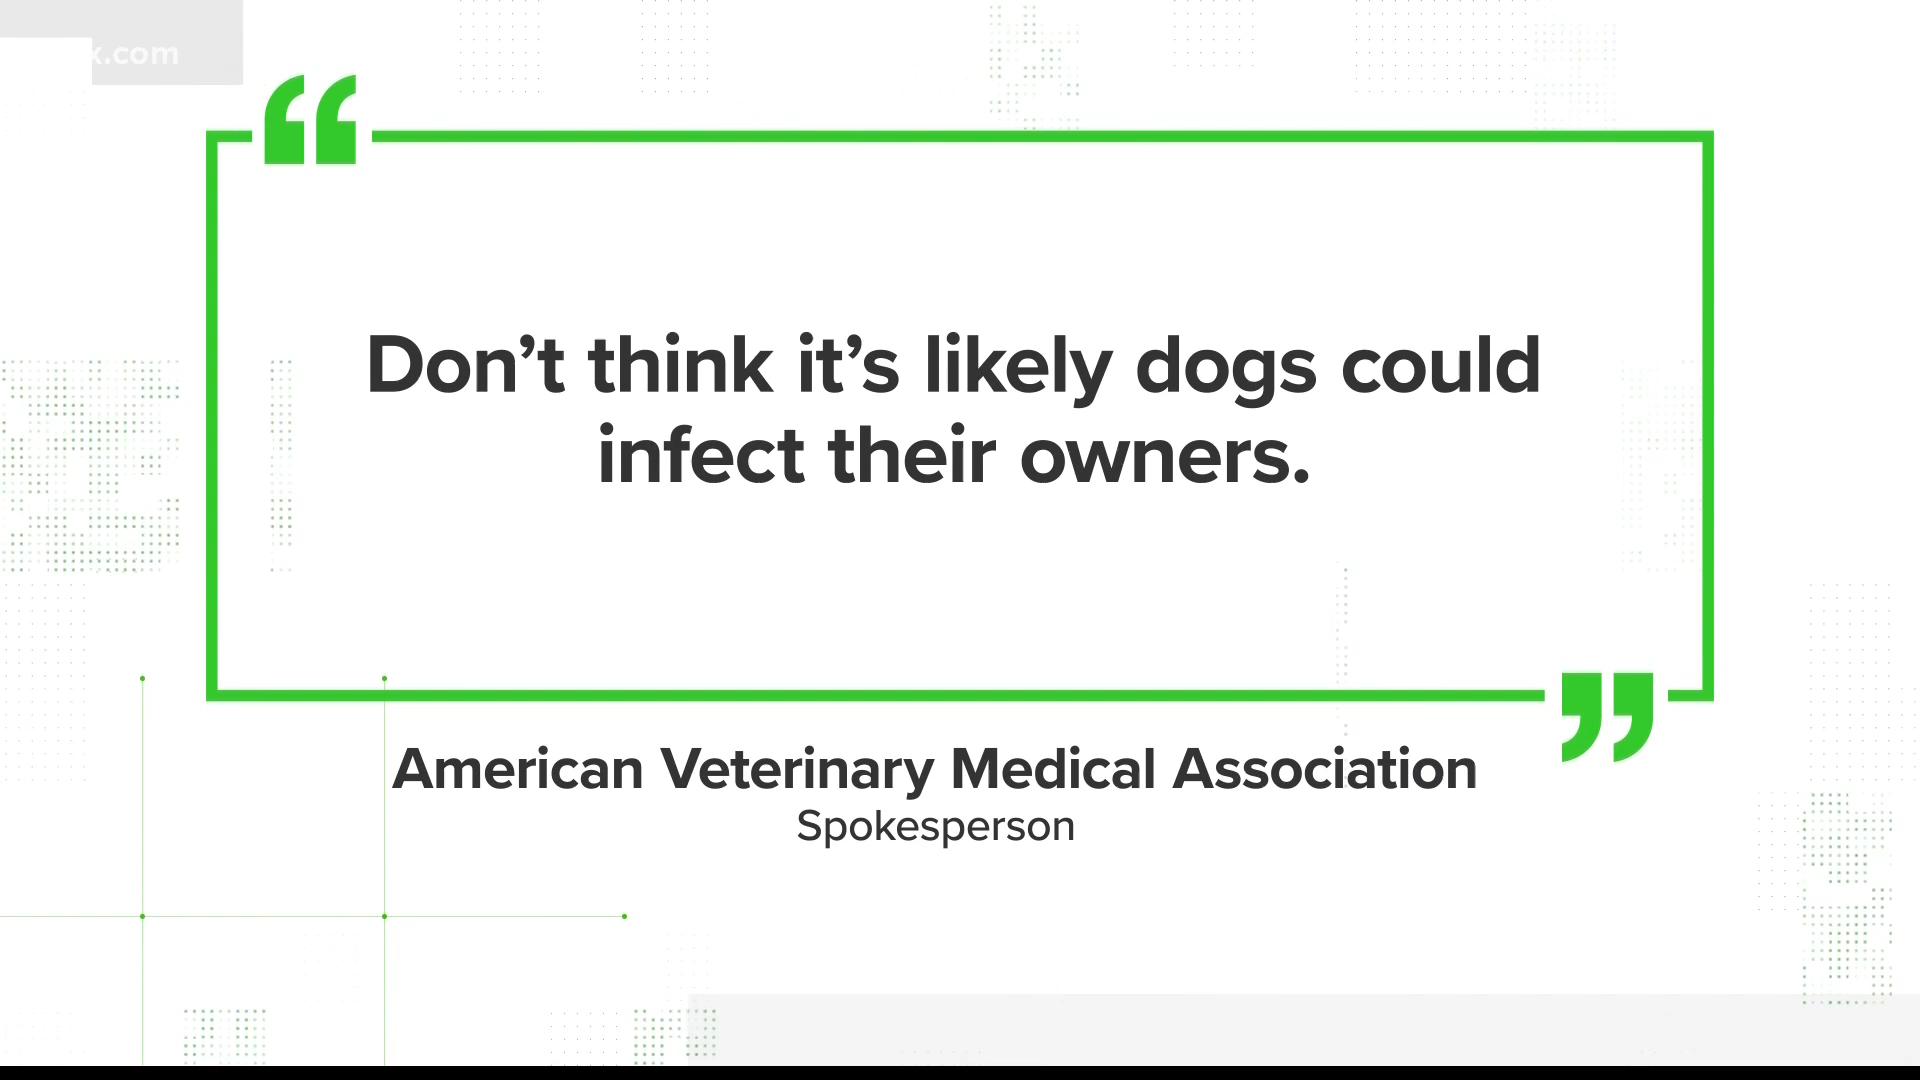 x.com
Don’t think it’s likely dogs could
infect their owners.
American Veterinary Medical Association
Spokesperson